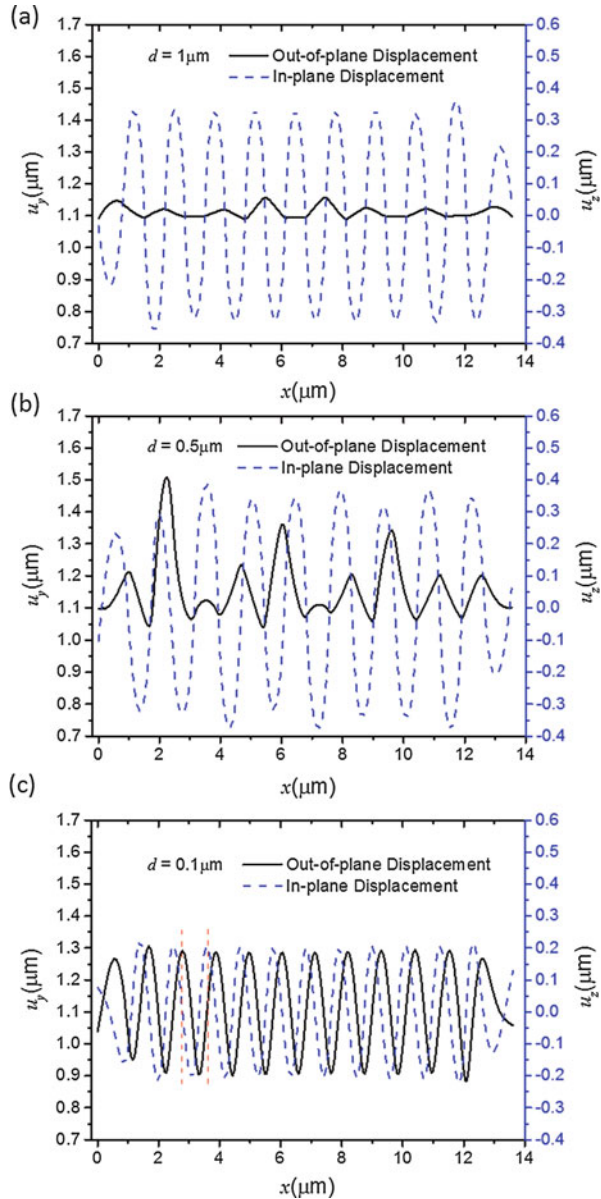 (a)
d = 1μm
Out-of-plane Displacement
In-plane Displacement
1.7
1.6
1.5
1.4
1.3
1.2
1.1
1.0
0.9
0.8
0.7
u_y(μm)
0.6
0.5
0.4
0.3
0.2
0.1
0.0
-0.1
-0.2
-0.3
-0.4
u_z(μm)
0 2 4 6 8 10 12 14
x(μm)
(b)
d = 0.5μm
Out-of-plane Displacement
In-plane Displacement
1.7
1.6
1.5
1.4
1.3
1.2
1.1
1.0
0.9
0.8
0.7
u_y(μm)
0.6
0.5
0.4
0.3
0.2
0.1
0.0
-0.1
-0.2
-0.3
-0.4
u_z(μm)
0 2 4 6 8 10 12 14
x(μm)
(c)
d = 0.1μm
Out-of-plane Displacement
In-plane Displacement
1.7
1.6
1.5
1.4
1.3
1.2
1.1
1.0
0.9
0.8
0.7
u_y(μm)
0.6
0.5
0.4
0.3
0.2
0.1
0.0
-0.1
-0.2
-0.3
-0.4
u_z(μm)
0 2 4 6 8 10 12 14
x(μm)